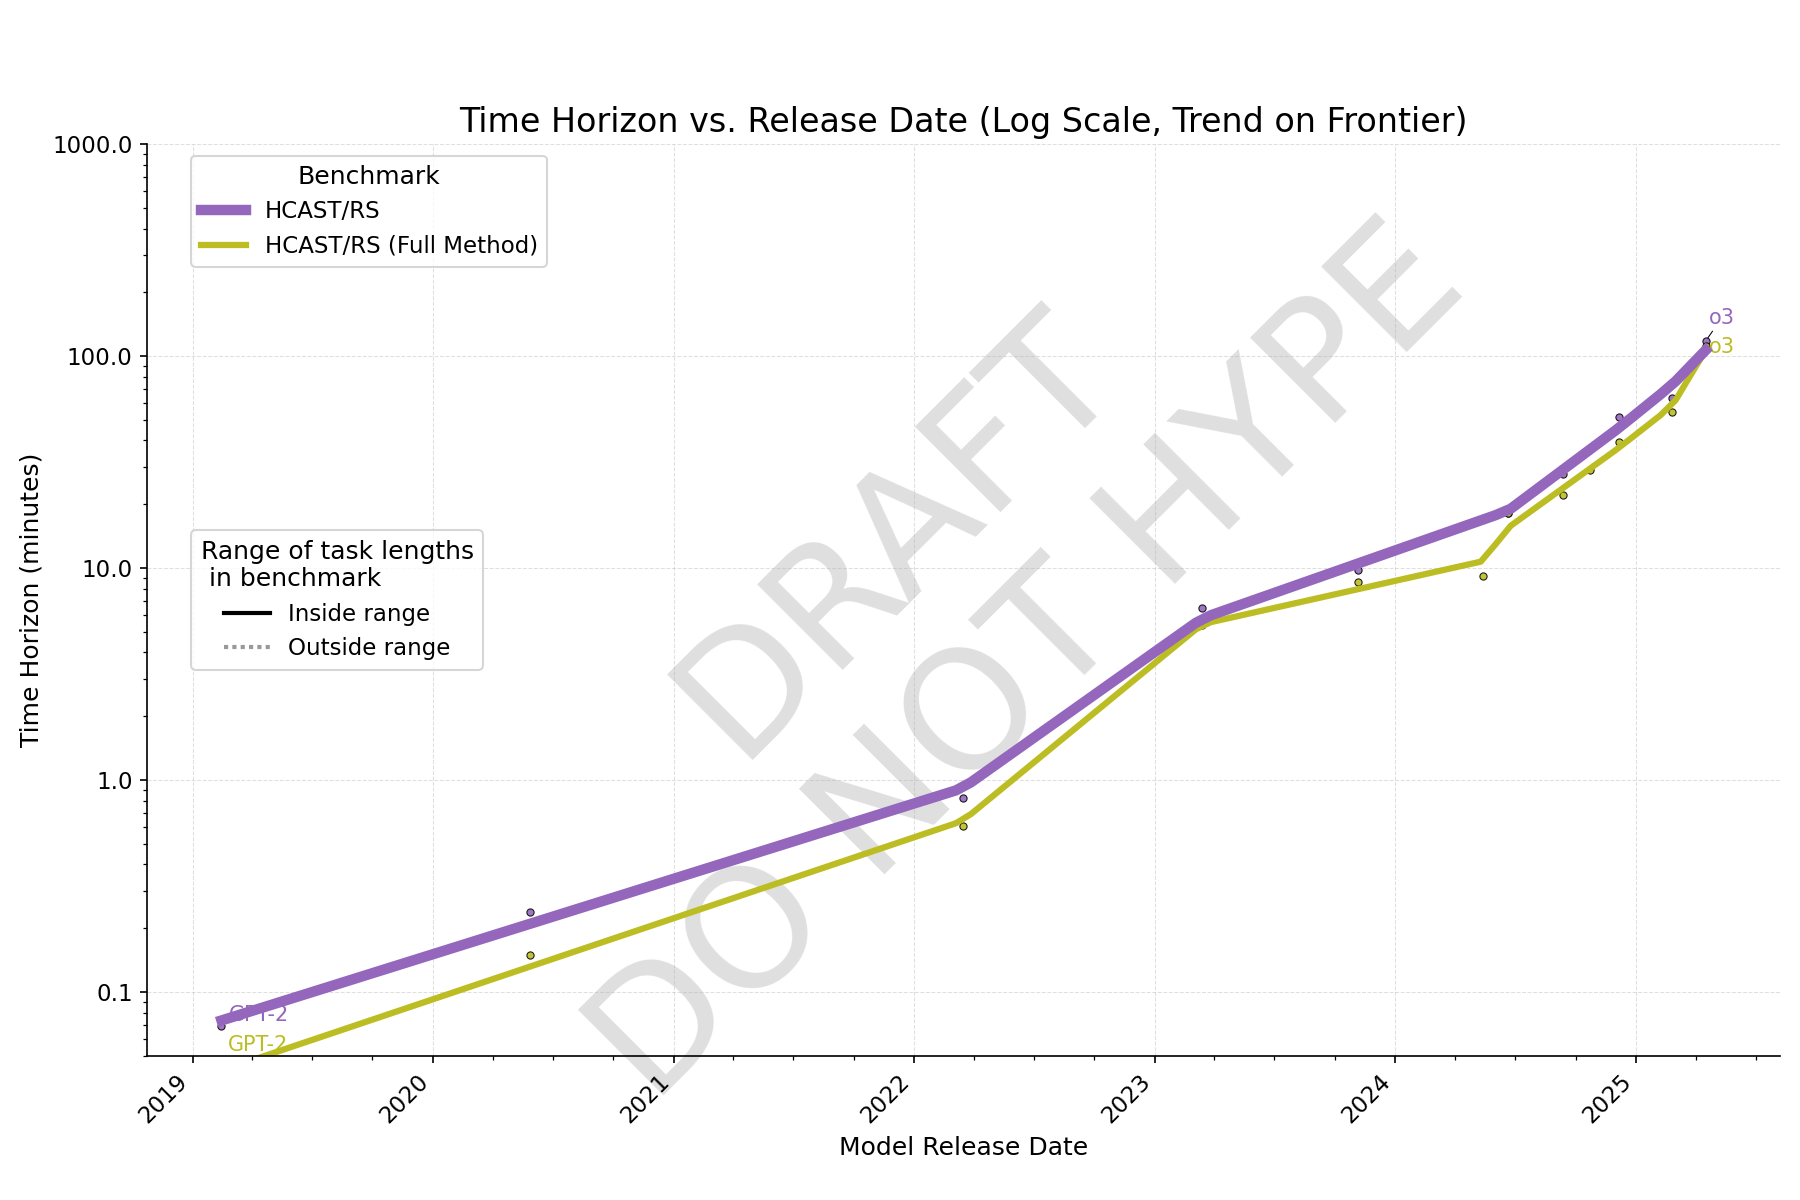 Time Horizon vs. Release Date (Log Scale, Trend on Frontier)
1000.0
100.0
10.0
1.0
0.1
Time Horizon (minutes)
Benchmark
HCAST/RS
HCAST/RS (Full Method)
Range of task lengths
in benchmark
Inside range
Outside range
DRAFT
DO NOT HYPE
o3
o3
GPT-2
GPT-2
2019
2020
2021
2022
2023
2024
2025
Model Release Date